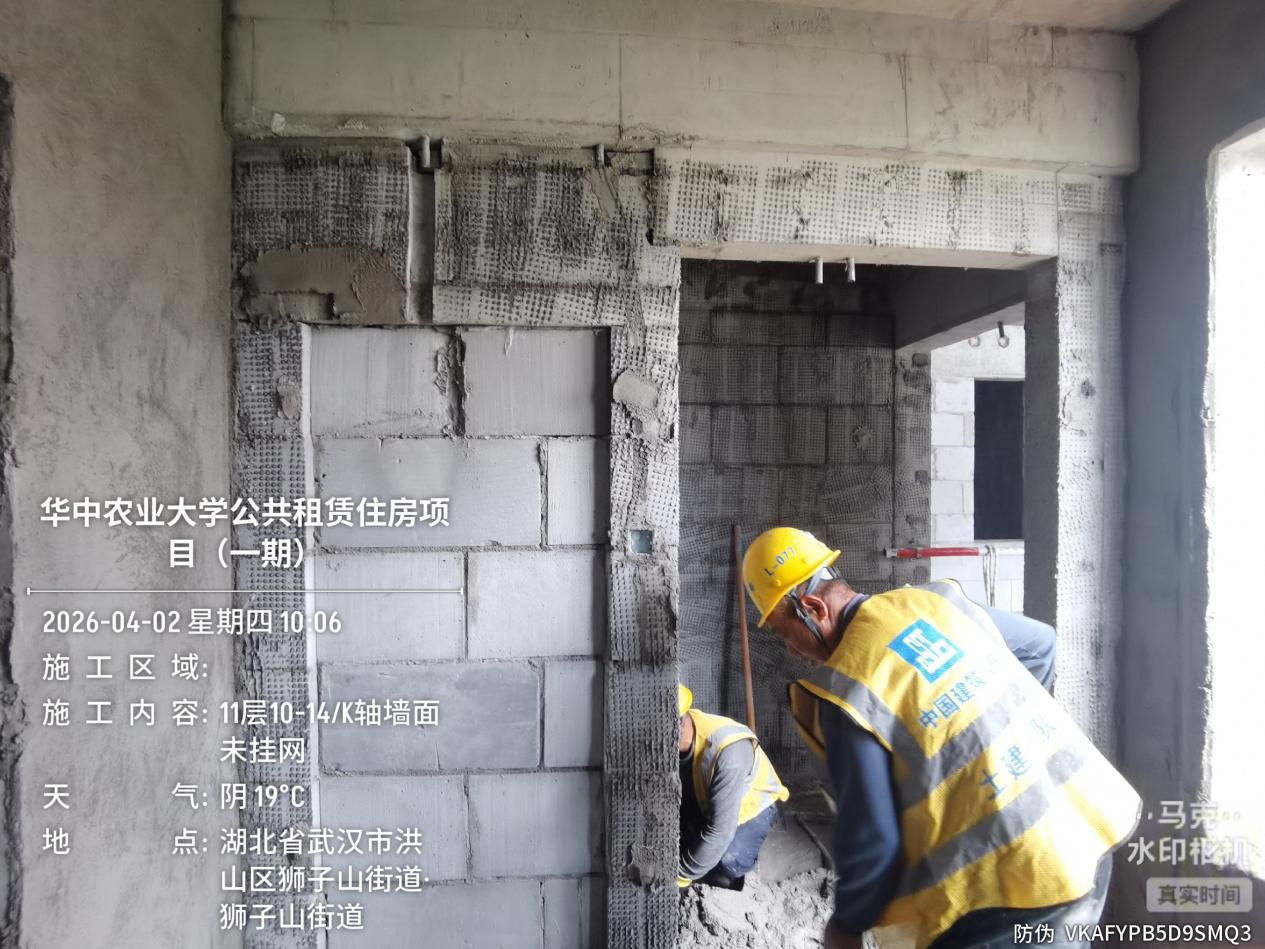 华中农业大学公共租赁住房项
目（一期）
2026-04-02 星期四 10:06
施工区域:
施工内容: 11层10-14/K轴墙面
未挂网
天气: 阴 19℃
地点: 湖北省武汉市洪
山区狮子山街道·
狮子山街道
L-077
中国建筑
土建 队
马克
水印相机
真实时间
防伪 VKAFYPB5D9SMQ3